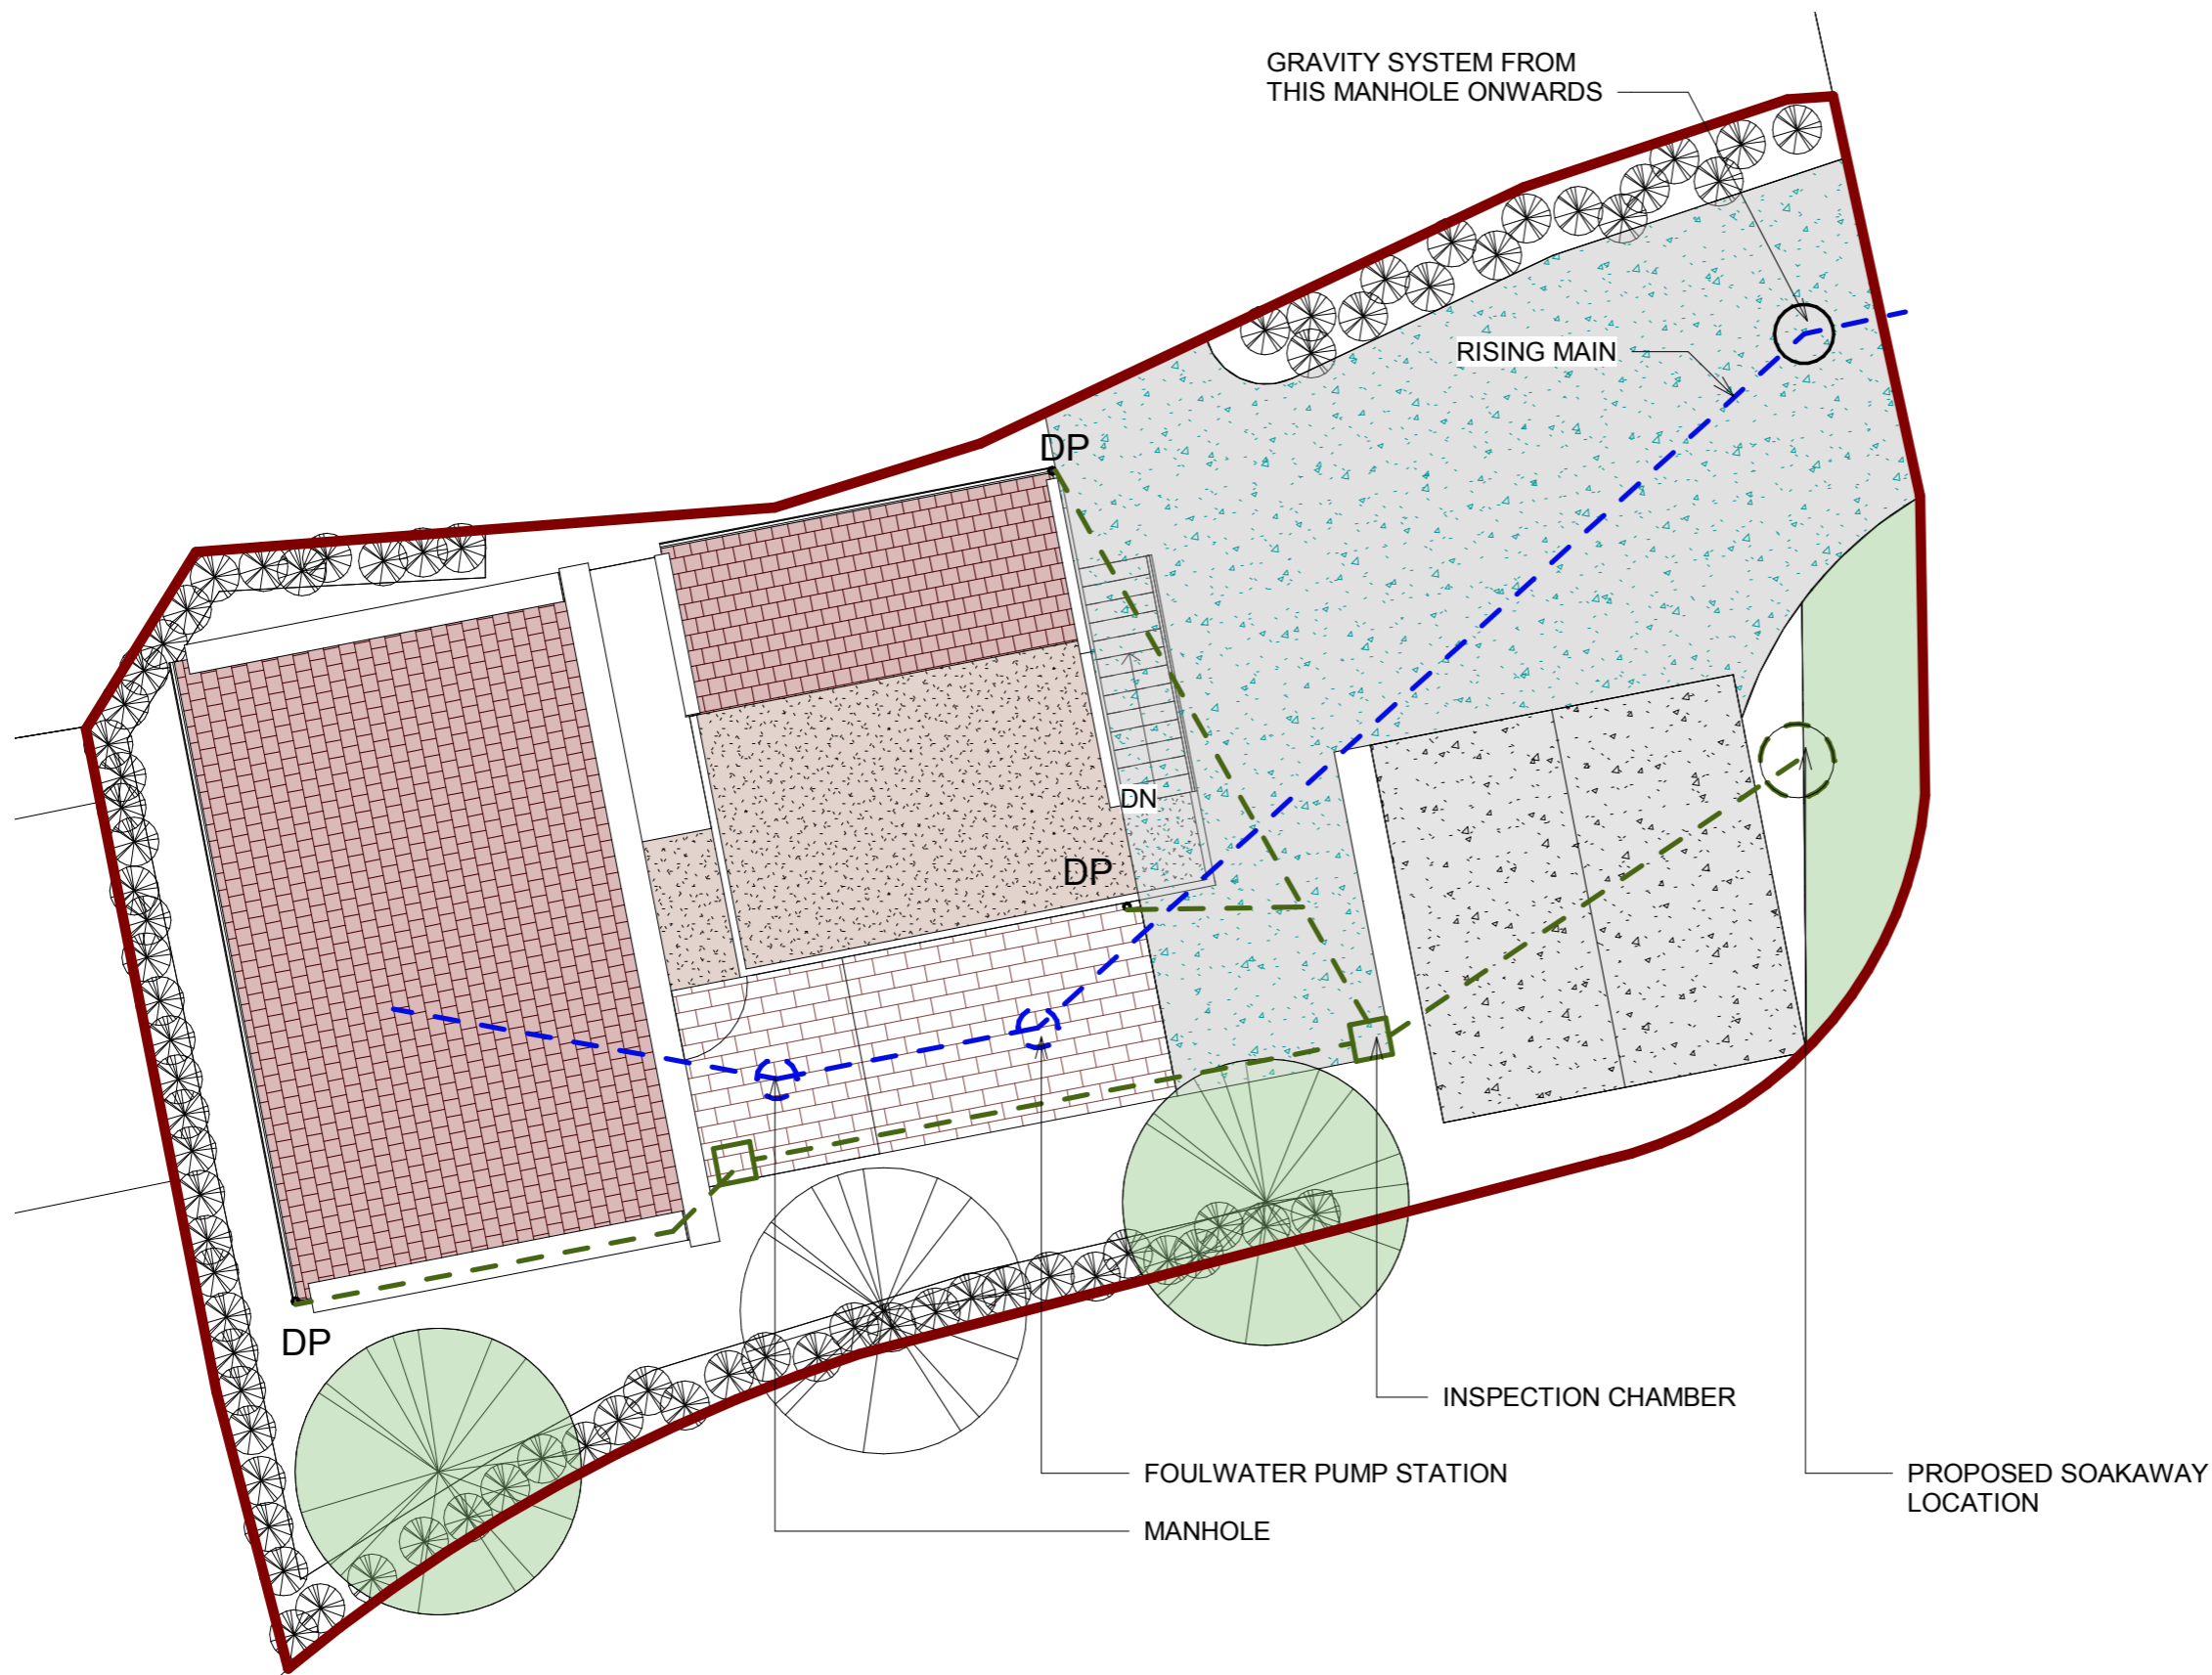 GRAVITY SYSTEM FROM
THIS MANHOLE ONWARDS
RISING MAIN
DP
DN
DP
DP
INSPECTION CHAMBER
FOULWATER PUMP STATION
PROPOSED SOAKAWAY
LOCATION
MANHOLE